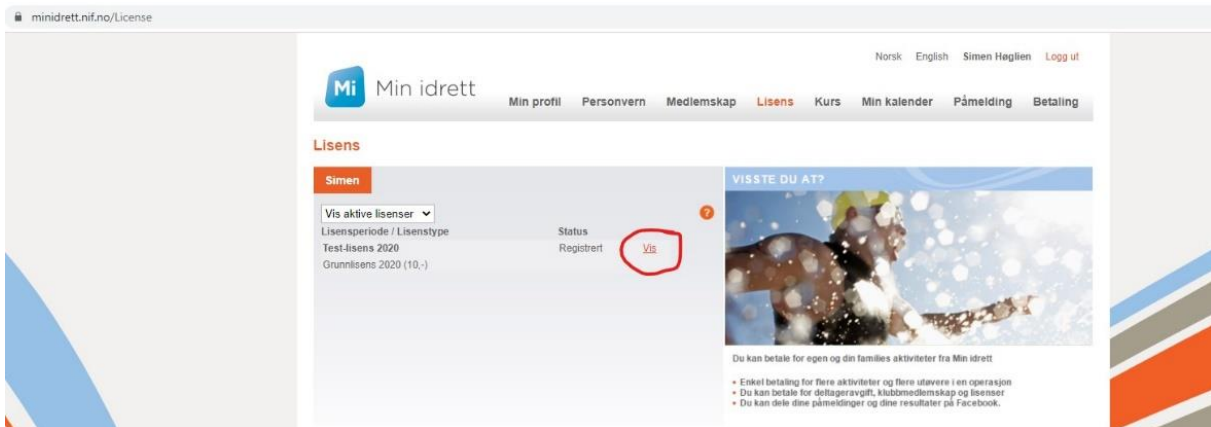 minidrett.nif.no/License
Norsk English Simen Høglien Logg ut
Mi Min idrett
Min profil Personvern Medlemskap Lisens Kurs Min kalender Påmelding Betaling
Lisens
Simen
Vis aktive lisenser
?
Lisensperiode / Lisenstype Status
Test-lisens 2020 Registrert Vis
Grunnlisens 2020 (10,-)
VISSTE DU AT?
Du kan betale for egen og din families aktiviteter fra Min idrett
• Enkel betaling for flere aktiviteter og flere utøvere i en operasjon
• Du kan betale for deltageravgift, klubbmedlemskap og lisenser
• Du kan dele dine påmeldinger og dine resultater på Facebook.